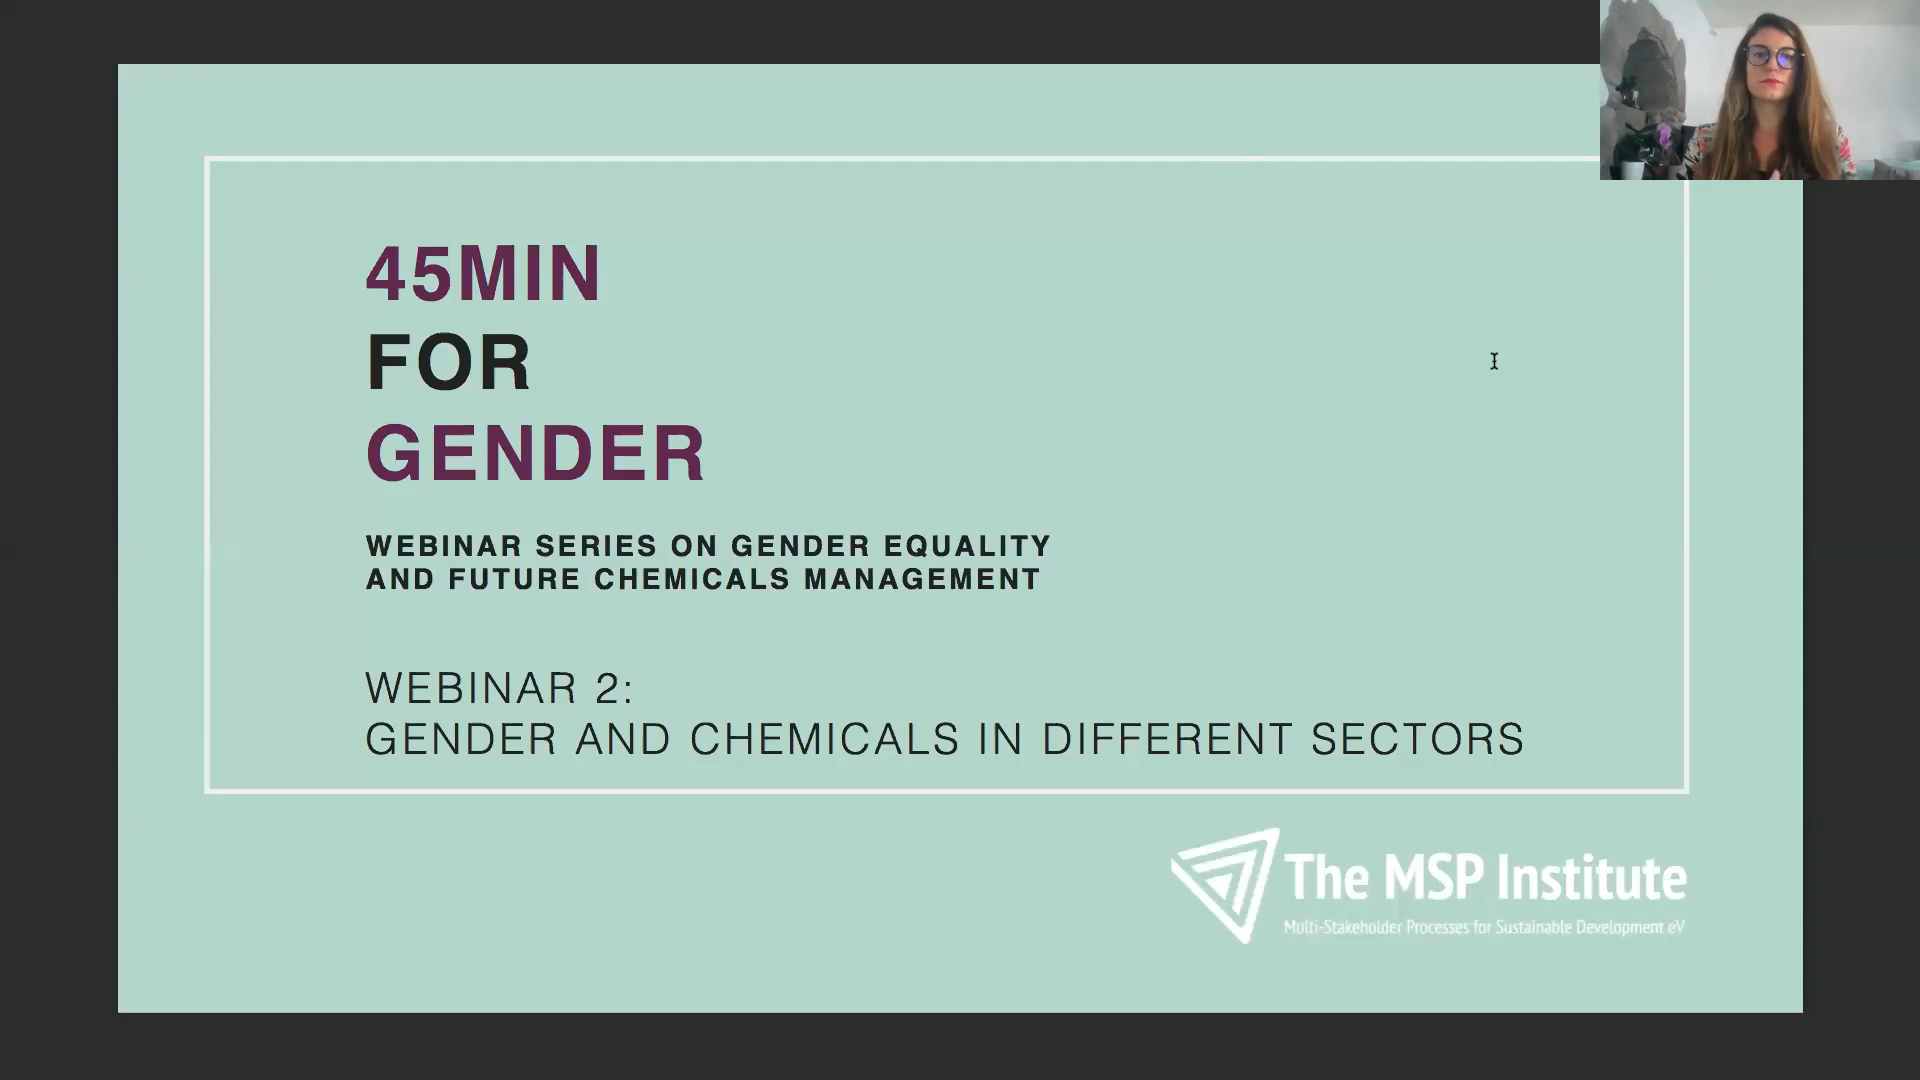 45MIN
FOR
GENDER
WEBINAR SERIES ON GENDER EQUALITY
AND FUTURE CHEMICALS MANAGEMENT
WEBINAR 2:
GENDER AND CHEMICALS IN DIFFERENT SECTORS
The MSP Institute
Multi-Stakeholder Processes for Sustainable Development eV